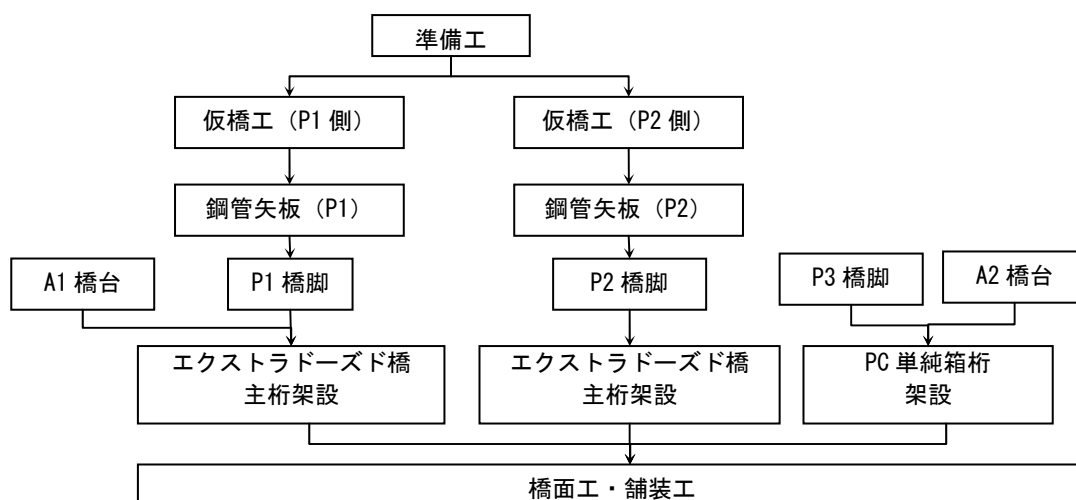 準備工
仮橋工（P1 側）
仮橋工（P2 側）
鋼管矢板（P1）
鋼管矢板（P2）
A1 橋台
P1 橋脚
P2 橋脚
P3 橋脚
A2 橋台
エクストラドーズド橋
主桁架設
エクストラドーズド橋
主桁架設
PC 単純箱桁
架設
橋面工・舗装工